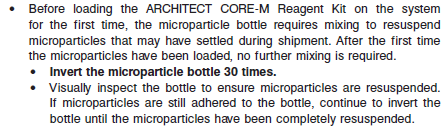 • Before loading the ARCHITECT CORE-M Reagent Kit on the system
for the first time, the microparticle bottle requires mixing to resuspend
microparticles that may have settled during shipment. After the first time
the microparticles have been loaded, no further mixing is required.
• Invert the microparticle bottle 30 times.
• Visually inspect the bottle to ensure microparticles are resuspended.
If microparticles are still adhered to the bottle, continue to invert the
bottle until the microparticles have been completely resuspended.